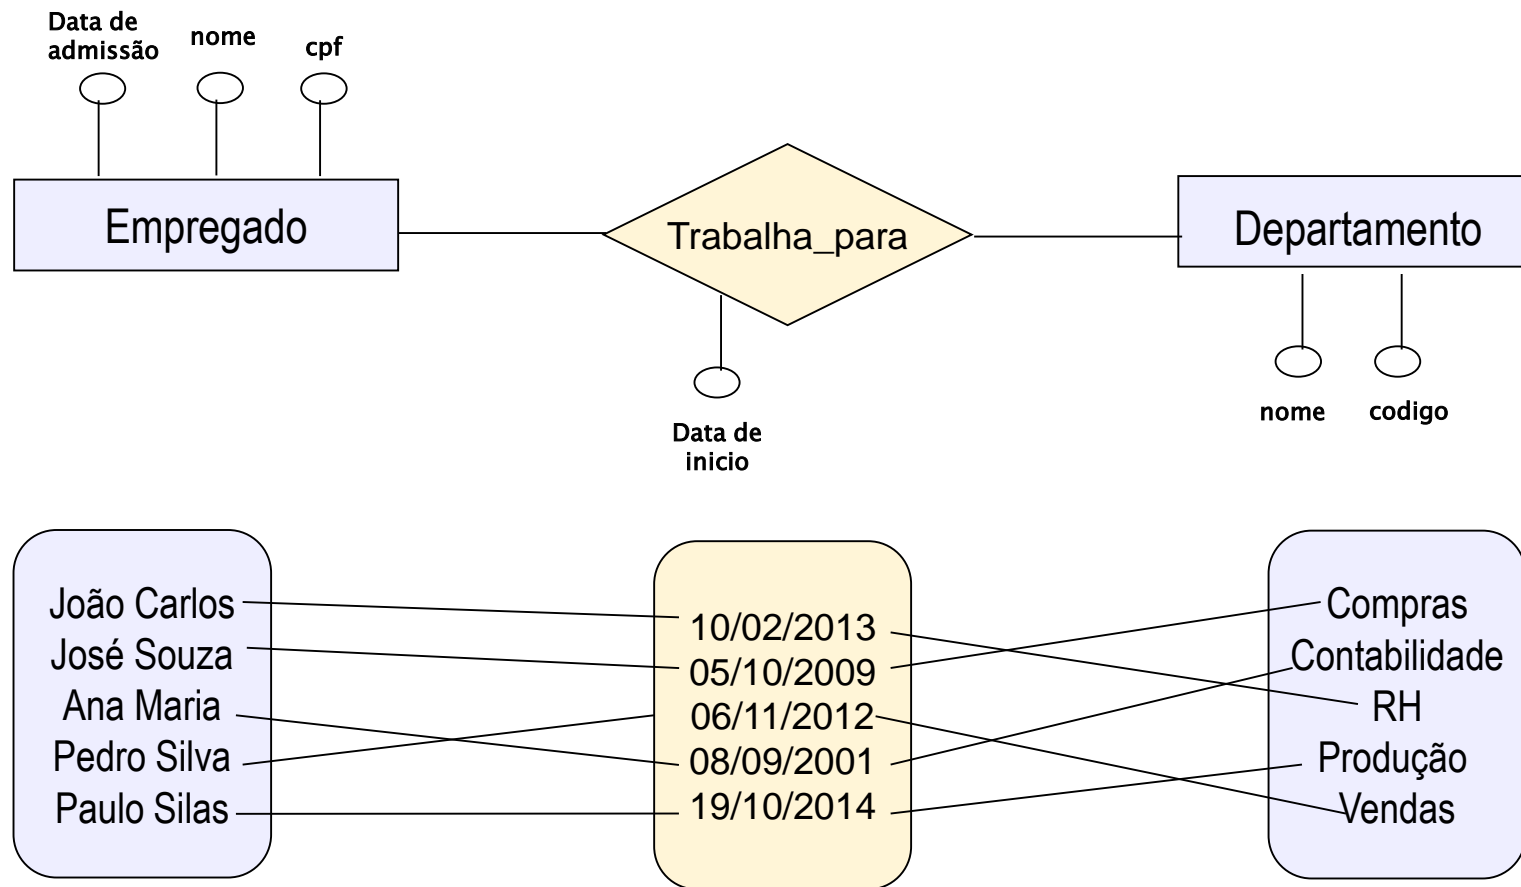 Data de
admissão
nome
cpf
Empregado
Trabalha_para
Departamento
Data de
inicio
nome
codigo
João Carlos
José Souza
Ana Maria
Pedro Silva
Paulo Silas
10/02/2013
05/10/2009
06/11/2012
08/09/2001
19/10/2014
Compras
Contabilidade
RH
Produção
Vendas